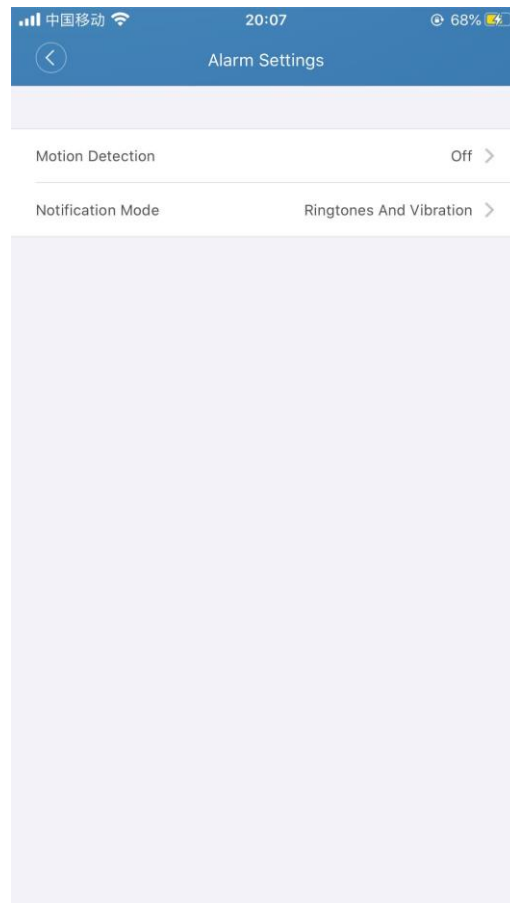 中国移动 20:07 68%
Alarm Settings
Motion Detection Off
Notification Mode Ringtones And Vibration